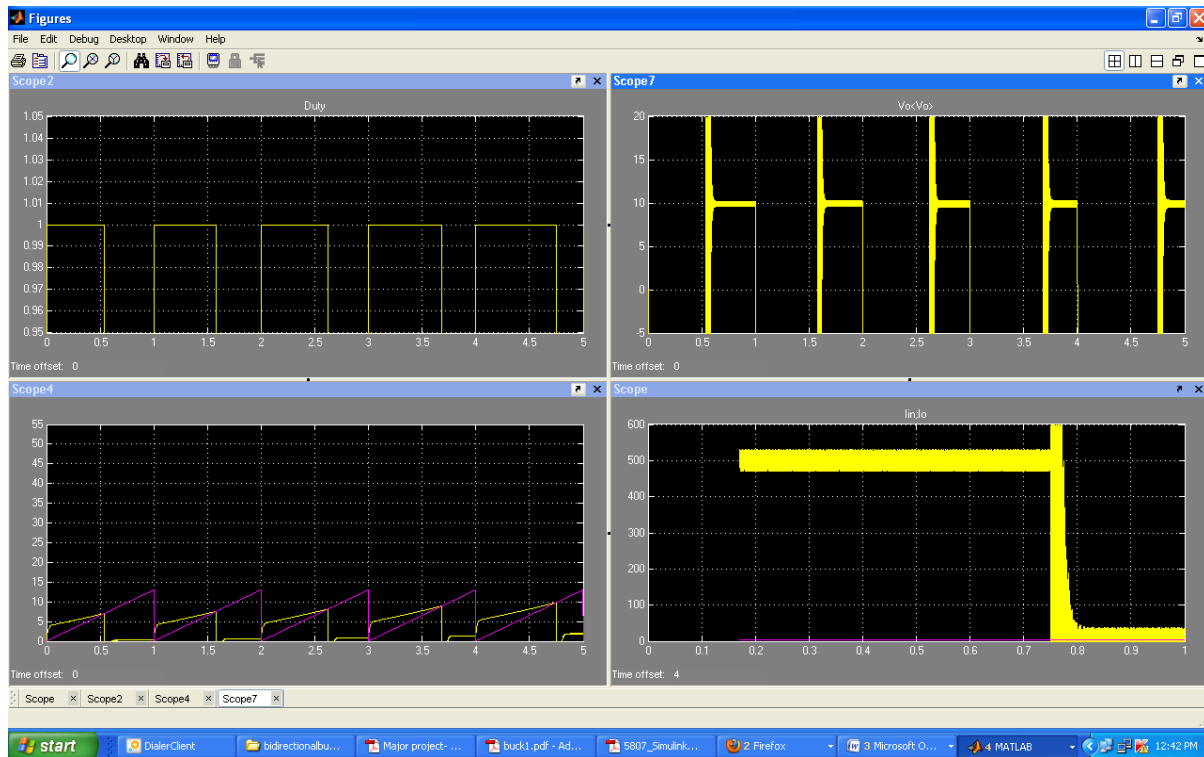 Figures
File Edit Debug Desktop Window Help
Scope2
Duty
1.05
1.04
1.03
1.02
1.01
1
0.99
0.98
0.97
0.96
0.95
0 0.5 1 1.5 2 2.5 3 3.5 4 4.5 5
Time offset: 0
Scope7
Vo<Vo>
20
15
10
5
0
-5
0 0.5 1 1.5 2 2.5 3 3.5 4 4.5 5
Time offset: 0
Scope4
55
50
45
40
35
30
25
20
15
10
5
0
0 0.5 1 1.5 2 2.5 3 3.5 4 4.5 5
Time offset: 0
Scope
Iin;Io
600
500
400
300
200
100
0
0 0.1 0.2 0.3 0.4 0.5 0.6 0.7 0.8 0.9 1
Time offset: 4
Scope Scope2 Scope4 Scope7
start DialerClient bidirectionalbu... Major project- ... buck1.pdf - Ad... 5807_Simulink... 2 Firefox 3 Microsoft O... 4 MATLAB 12:42 PM